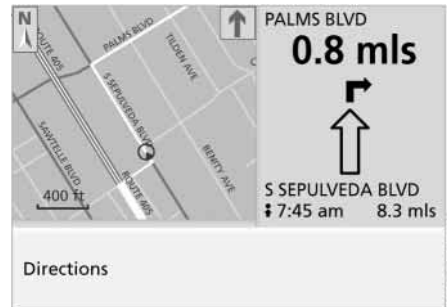 N
ROUTE 405
PALMS BLVD
TILDEN AVE
S SEPULVEDA BLVD
SAWTELLE BLVD
ROUTE 405
BENITY AVE
400 ft
C
PALMS BLVD
0.8 mls
S SEPULVEDA BLVD
7:45 am 8.3 mls
Directions